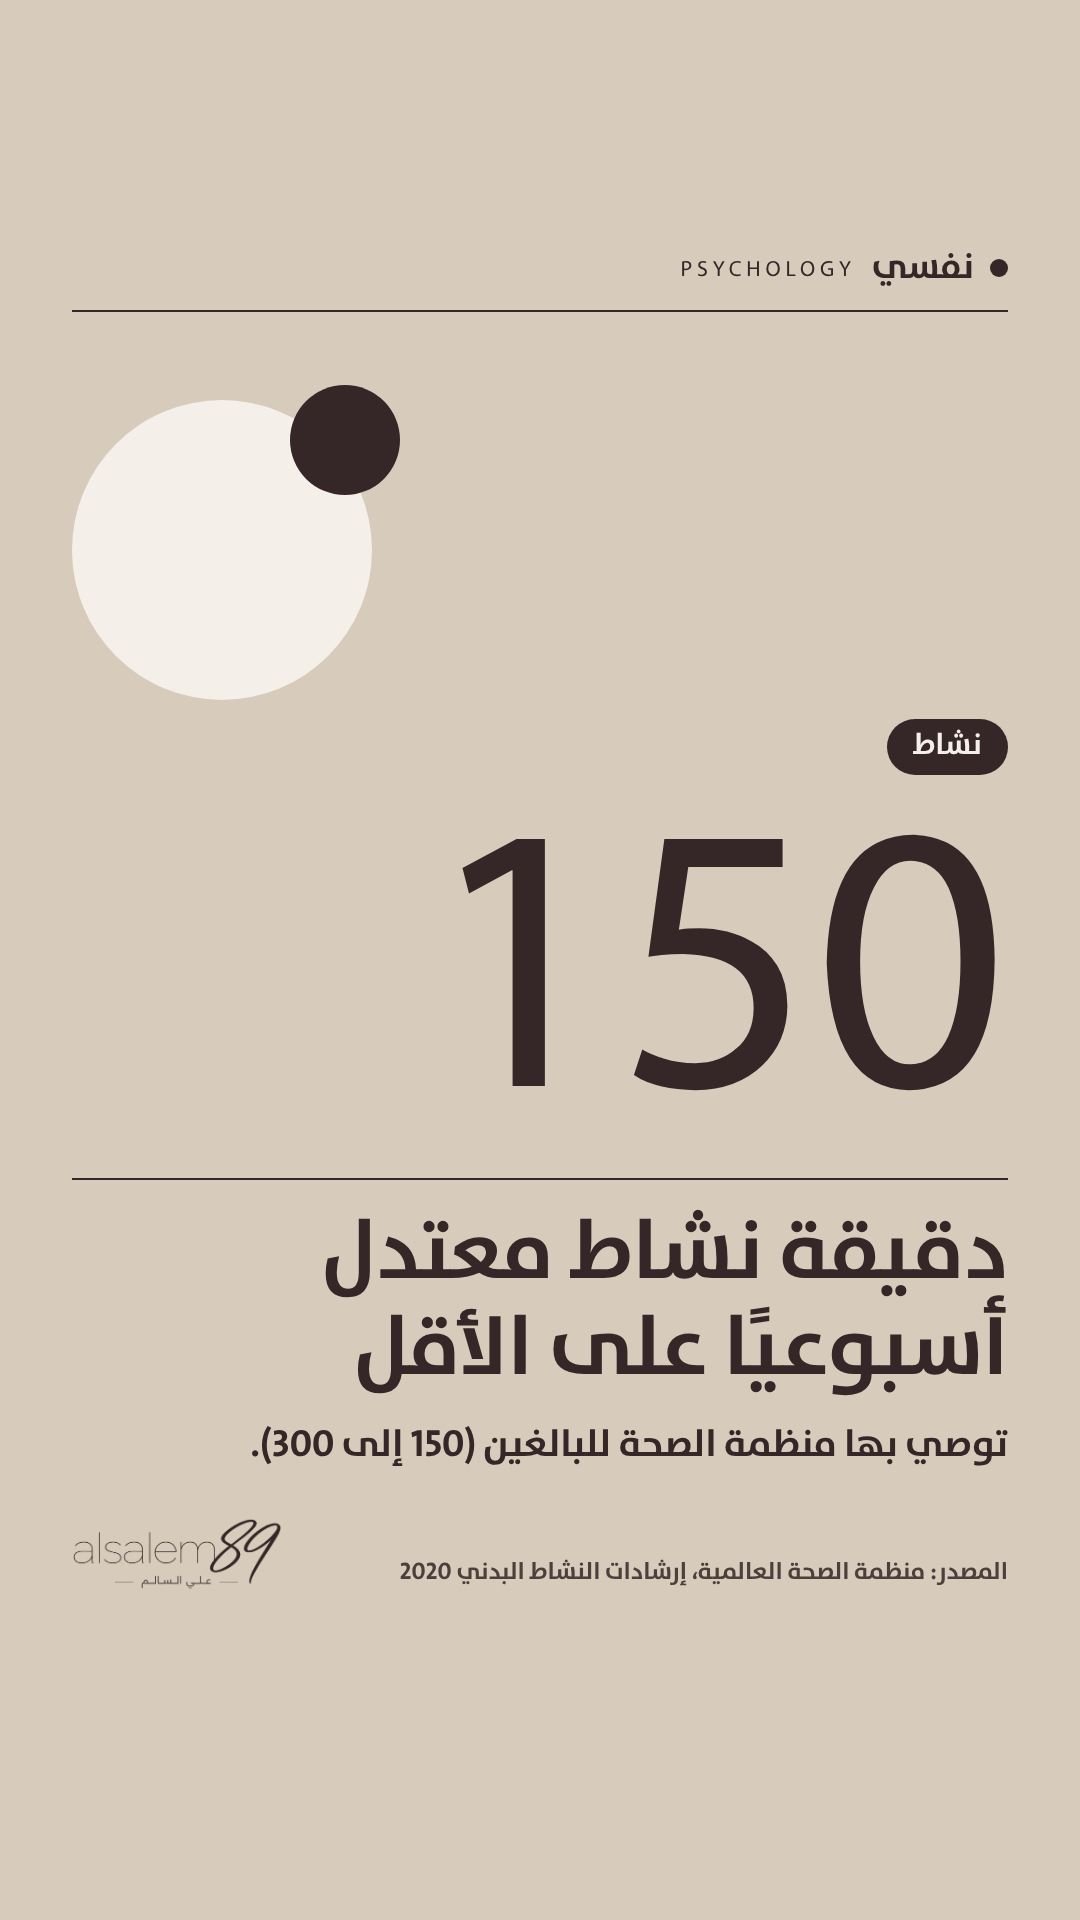 نفسي PSYCHOLOGY
نشاط
150
دقيقة نشاط معتدل
أسبوعيًا على الأقل
توصي بها منظمة الصحة للبالغين (150 إلى 300).
المصدر: منظمة الصحة العالمية، إرشادات النشاط البدني 2020
alsalem89
علي السالم